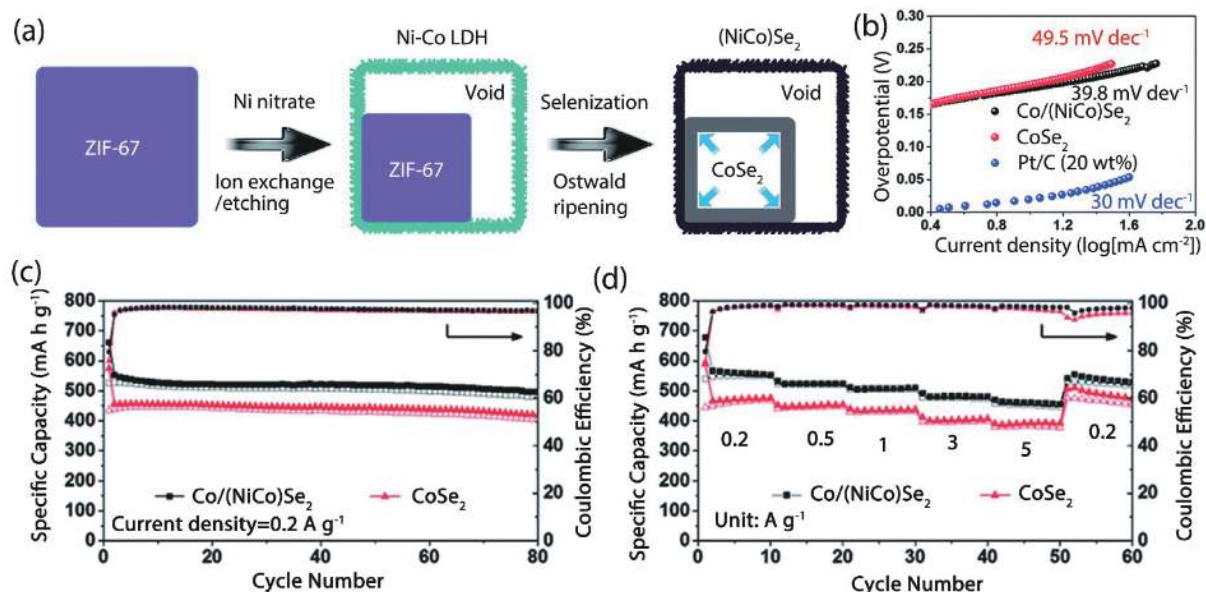 (a)
ZIF-67
Ni nitrate
Ion exchange
/etching
Ni-Co LDH
Void
ZIF-67
Selenization
Ostwald
ripening
(NiCo)Se₂
Void
CoSe₂
(b)
0.30
0.25
0.20
0.15
0.10
0.05
0.00
Overpotential (V)
49.5 mV dec⁻¹
39.8 mV dev⁻¹
Co/(NiCo)Se₂
CoSe₂
Pt/C (20 wt%)
30 mV dec⁻¹
0.4 0.8 1.2 1.6 2.0
Current density (log[mA cm⁻²])
(c)
800
700
600
500
400
300
200
100
0
Specific Capacity (mA h g⁻¹)
100
80
60
40
20
0
Coulombic Efficiency (%)
Co/(NiCo)Se₂ CoSe₂
Current density=0.2 A g⁻¹
0 20 40 60 80
Cycle Number
(d)
800
700
600
500
400
300
200
100
0
Specific Capacity (mA h g⁻¹)
100
80
60
40
20
0
Coulombic Efficiency (%)
0.2 0.5 1 3 5 0.2
Co/(NiCo)Se₂ CoSe₂
Unit: A g⁻¹
0 10 20 30 40 50 60
Cycle Number